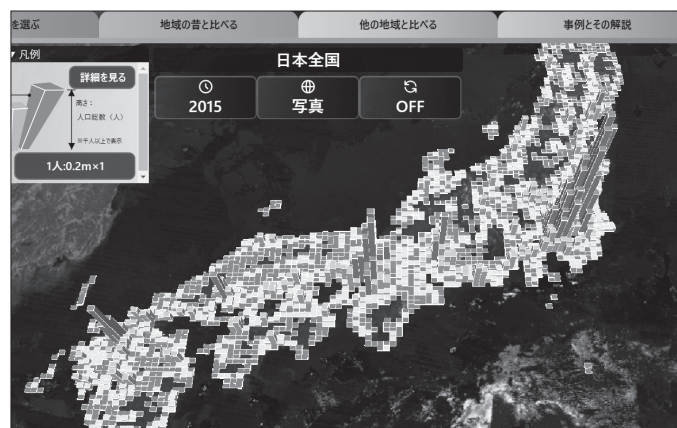 を選ぶ
地域の昔と比べる
他の地域と比べる
事例とその解説
▼ 凡例
詳細を見る
高さ：
人口総数（人）
※千人以上で表示
1人:0.2m×1
日本全国
2015
写真
OFF